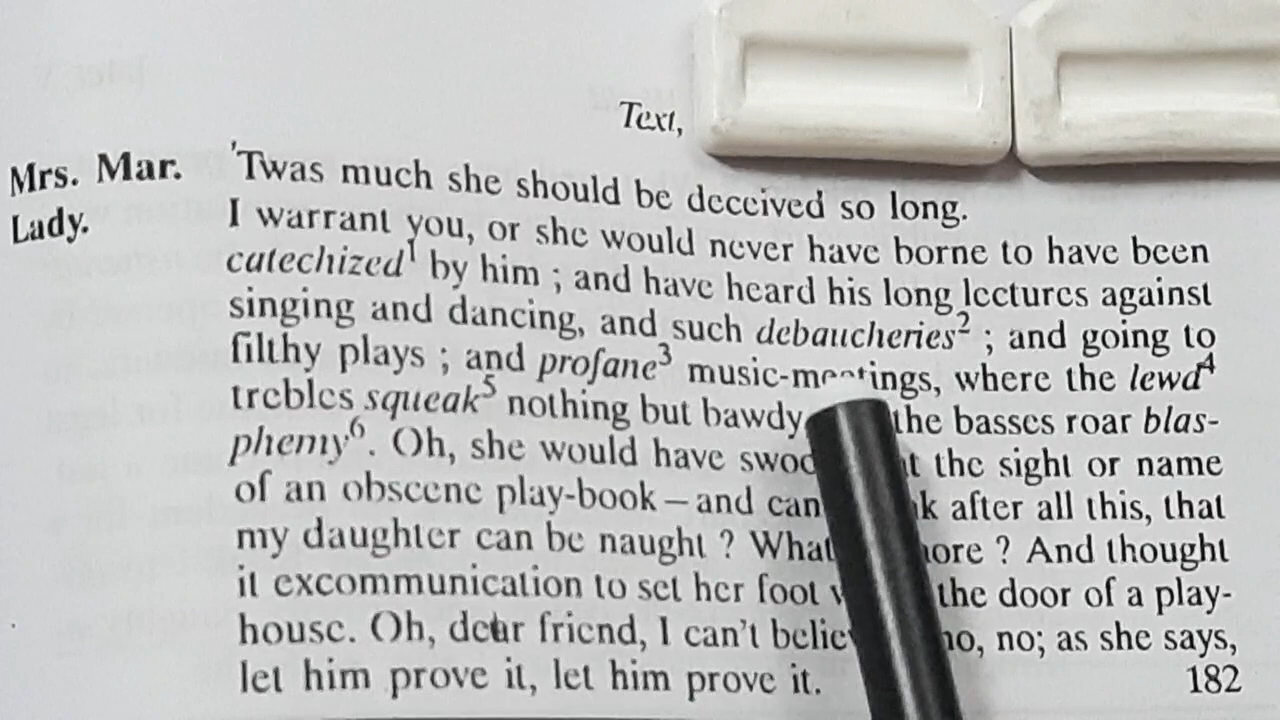 Text,
Mrs. Mar. 'Twas much she should be deceived so long.
Lady. I warrant you, or she would never have borne to have been
catechized¹ by him ; and have heard his long lectures against
singing and dancing, and such debaucheries² ; and going to
filthy plays ; and profane³ music-meetings, where the lewd⁴
trebles squeak⁵ nothing but bawdy the basses roar blas-
phemy⁶. Oh, she would have the sight or name
of an obscene play-book – and can after all this, that
my daughter can be naught ? What ? And thought
it excommunication to set her foot the door of a play-
house. Oh, dear friend, I can't no, no; as she says,
let him prove it, let him prove it. 182